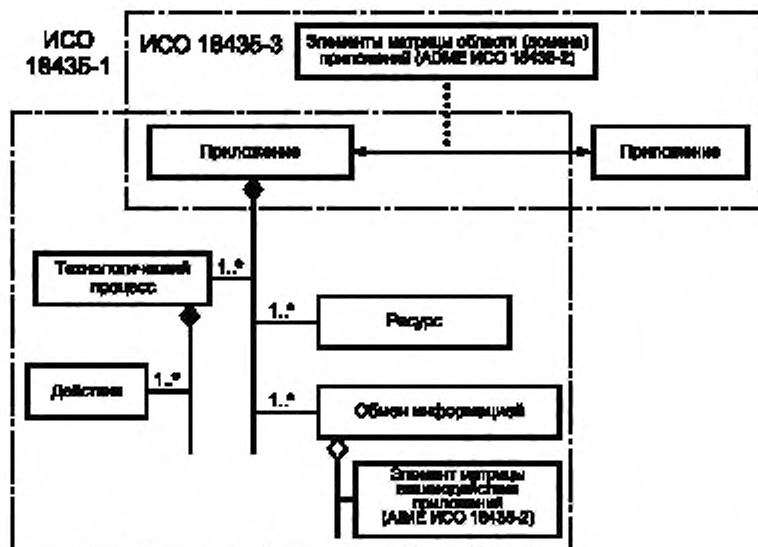 ИСО
18435-1
ИСО 18435-3
Элементы матрицы области (домена)
приложений (ADME ИСО 18435-2)
Приложение
Приложение
Технологический
процесс
1..*
1..*
Ресурс
Действия
1..*
1..*
Обмен информацией
Элемент матрицы
взаимодействия
приложений
(AIME ИСО 18435-2)